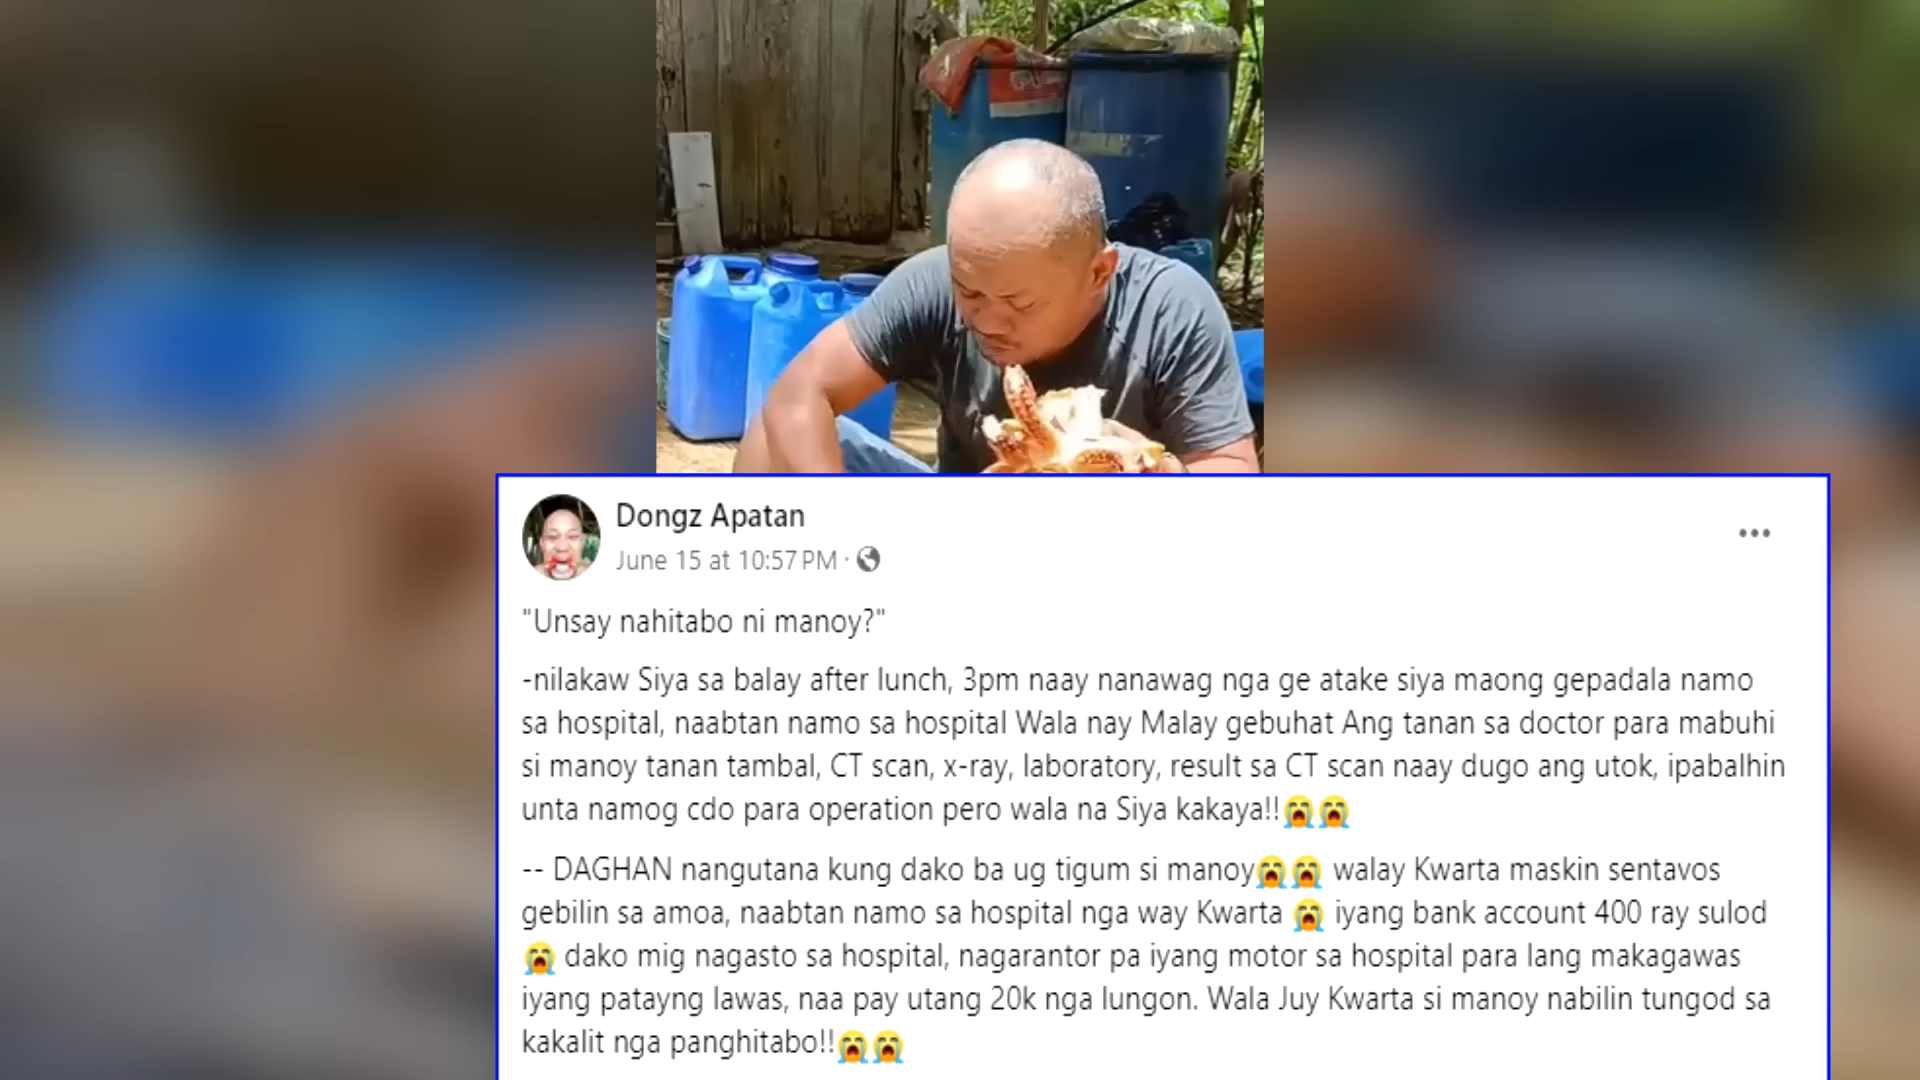 Dongz Apatan
June 15 at 10:57 PM ·
"Unsay nahitabo ni manoy?"
-nilakaw Siya sa balay after lunch, 3pm naay nanawag nga ge atake siya maong gepadala namo
sa hospital, naabtan namo sa hospital Wala nay Malay gebuhat Ang tanan sa doctor para mabuhi
si manoy tanan tambal, CT scan, x-ray, laboratory, result sa CT scan naay dugo ang utok, ipabalhin
unta namog cdo para operation pero wala na Siya kakaya!!😭😭
-- DAGHAN nangutana kung dako ba ug tigum si manoy😭😭 walay Kwarta maskin sentavos
gebilin sa amoa, naabtan namo sa hospital nga way Kwarta 😭 iyang bank account 400 ray sulod
😭 dako mig nagasto sa hospital, nagarantor pa iyang motor sa hospital para lang makagawas
iyang patayng lawas, naa pay utang 20k nga lungon. Wala Juy Kwarta si manoy nabilin tungod sa
kakalit nga panghitabo!!😭😭